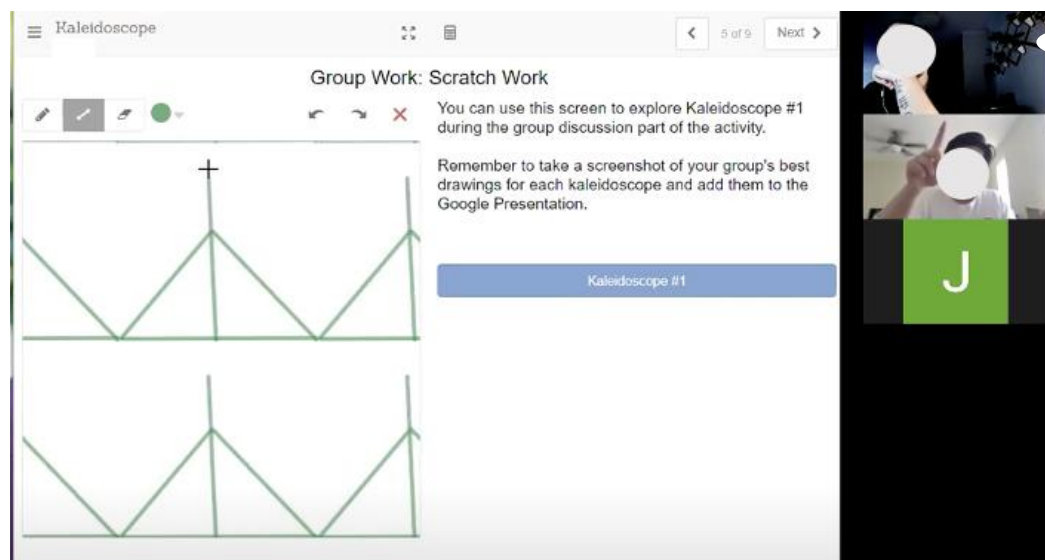 Kaleidoscope
5 of 9
Next
Group Work: Scratch Work
You can use this screen to explore Kaleidoscope #1
during the group discussion part of the activity.
Remember to take a screenshot of your group's best
drawings for each kaleidoscope and add them to the
Google Presentation.
Kaleidoscope #1
J